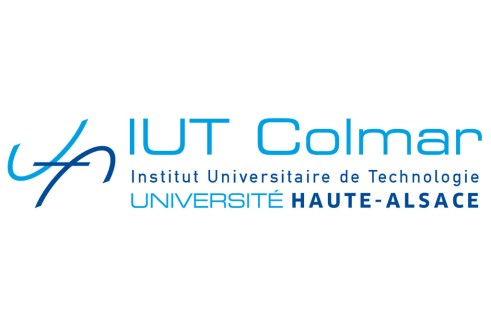 IUT Colmar
Institut Universitaire de Technologie
UNIVERSITÉ HAUTE-ALSACE